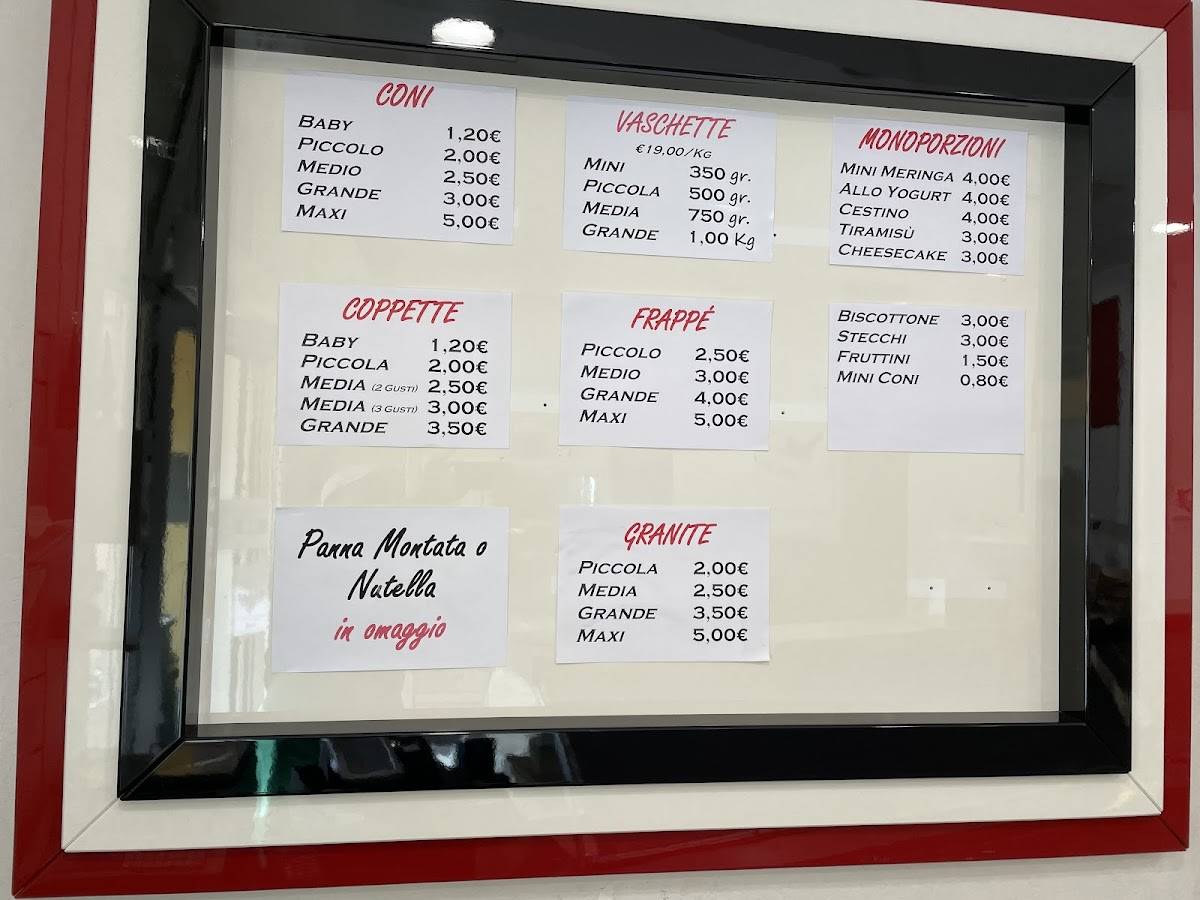 CONI
BABY 1,20€
PICCOLO 2,00€
MEDIO 2,50€
GRANDE 3,00€
MAXI 5,00€
VASCHETTE
€19,00/KG
MINI 350 gr.
PICCOLA 500 gr.
MEDIA 750 gr.
GRANDE 1,00 Kg
MONOPORZIONI
MINI MERINGA 4,00€
ALLO YOGURT 4,00€
CESTINO 4,00€
TIRAMISÙ 3,00€
CHEESECAKE 3,00€
COPPETTE
BABY 1,20€
PICCOLA 2,00€
MEDIA (2 GUSTI) 2,50€
MEDIA (3 GUSTI) 3,00€
GRANDE 3,50€
FRAPPÉ
PICCOLO 2,50€
MEDIO 3,00€
GRANDE 4,00€
MAXI 5,00€
BISCOTTONE 3,00€
STECCHI 3,00€
FRUTTINI 1,50€
MINI CONI 0,80€
Panna Montata o
Nutella
in omaggio
GRANITE
PICCOLA 2,00€
MEDIA 2,50€
GRANDE 3,50€
MAXI 5,00€